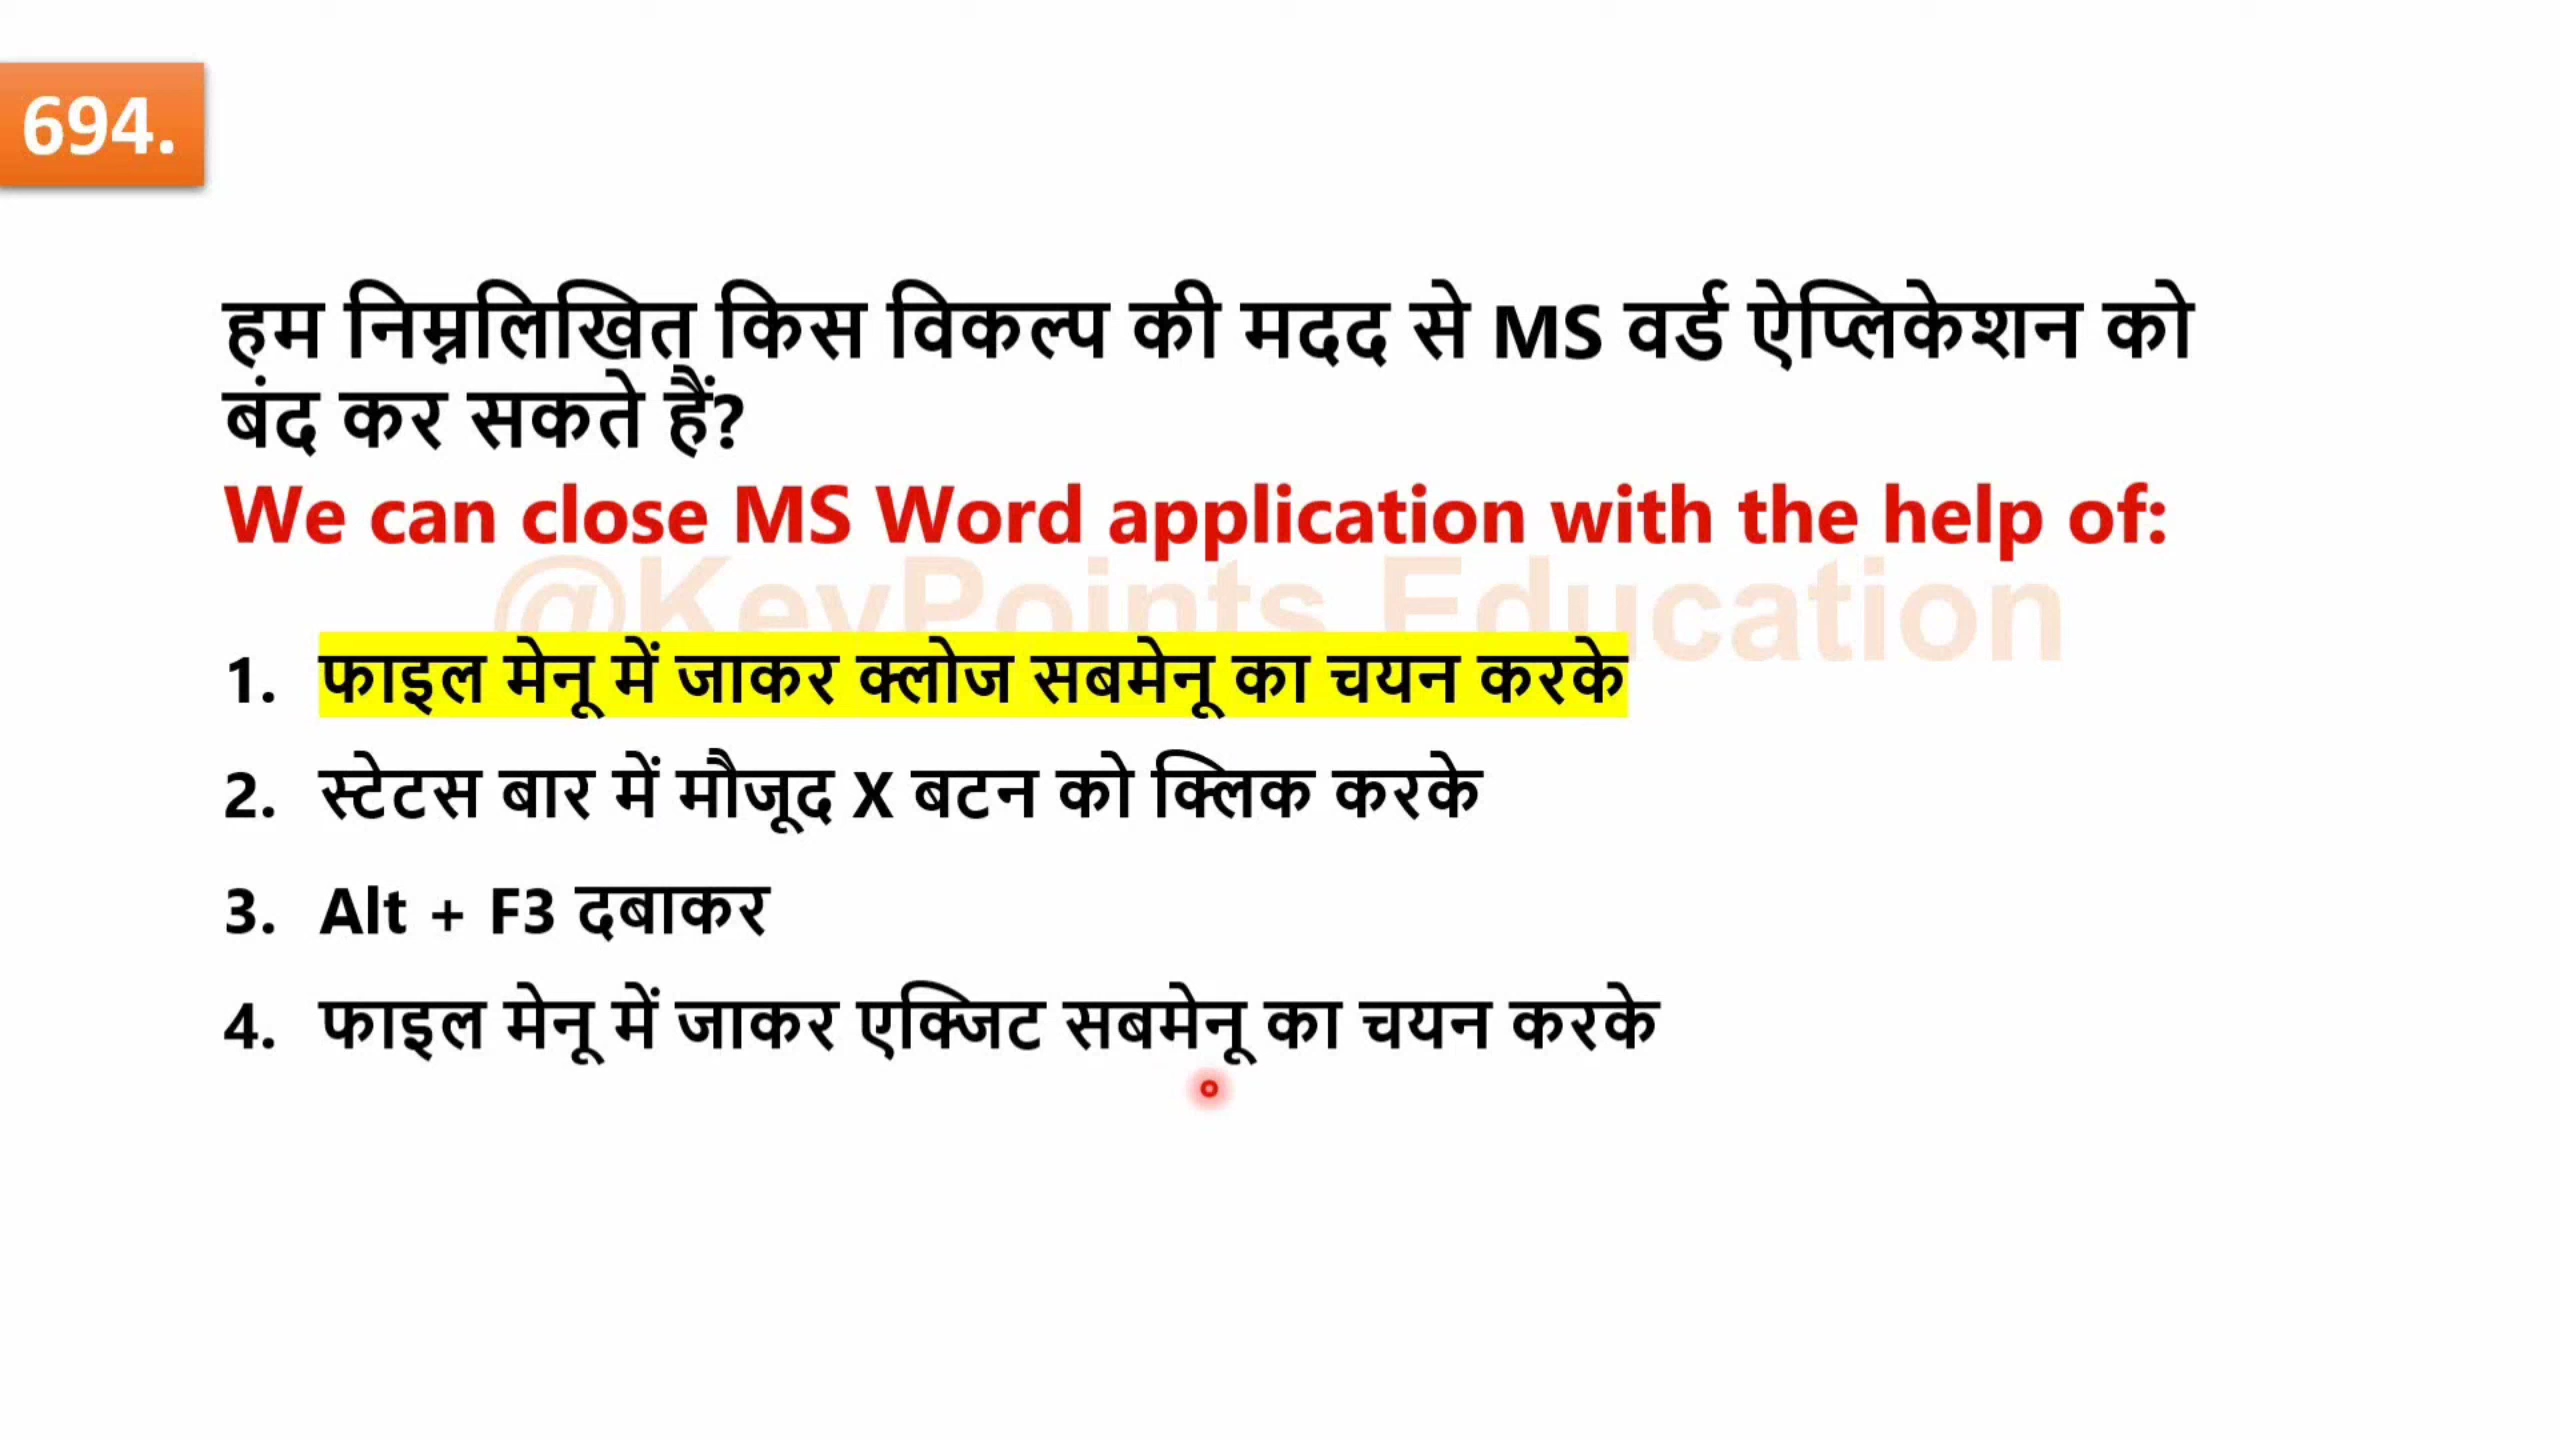 694.
हम निम्नलिखित किस विकल्प की मदद से MS वर्ड ऐप्लिकेशन को
बंद कर सकते हैं?
We can close MS Word application with the help of:
@KeyPoints Education
1. फाइल मेनू में जाकर क्लोज सबमेनू का चयन करके
2. स्टेटस बार में मौजूद X बटन को क्लिक करके
3. Alt + F3 दबाकर
4. फाइल मेनू में जाकर एक्जिट सबमेनू का चयन करके